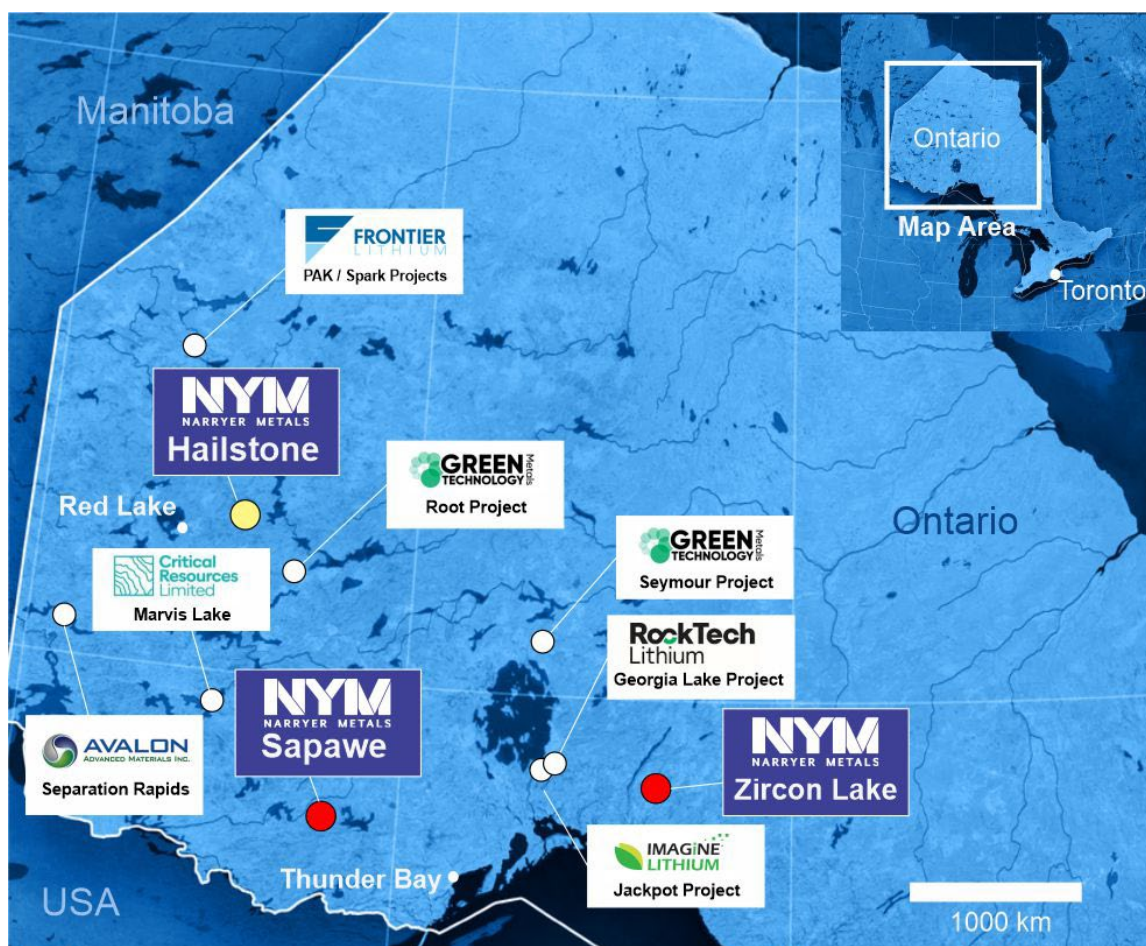 Manitoba
Ontario
Map Area
Toronto
FRONTIER
LITHIUM
PAK / Spark Projects
NYM
NARRYER METALS
Hailstone
GREEN
TECHNOLOGY
Metals
Root Project
Red Lake
Ontario
GREEN
TECHNOLOGY
Metals
Seymour Project
Critical
Resources
Limited
Marvis Lake
RockTech
Lithium
Georgia Lake Project
NYM
NARRYER METALS
Sapawe
NYM
NARRYER METALS
Zircon Lake
AVALON
ADVANCED MATERIALS INC.
Separation Rapids
IMAGINE
LITHIUM
Jackpot Project
Thunder Bay
USA
1000 km